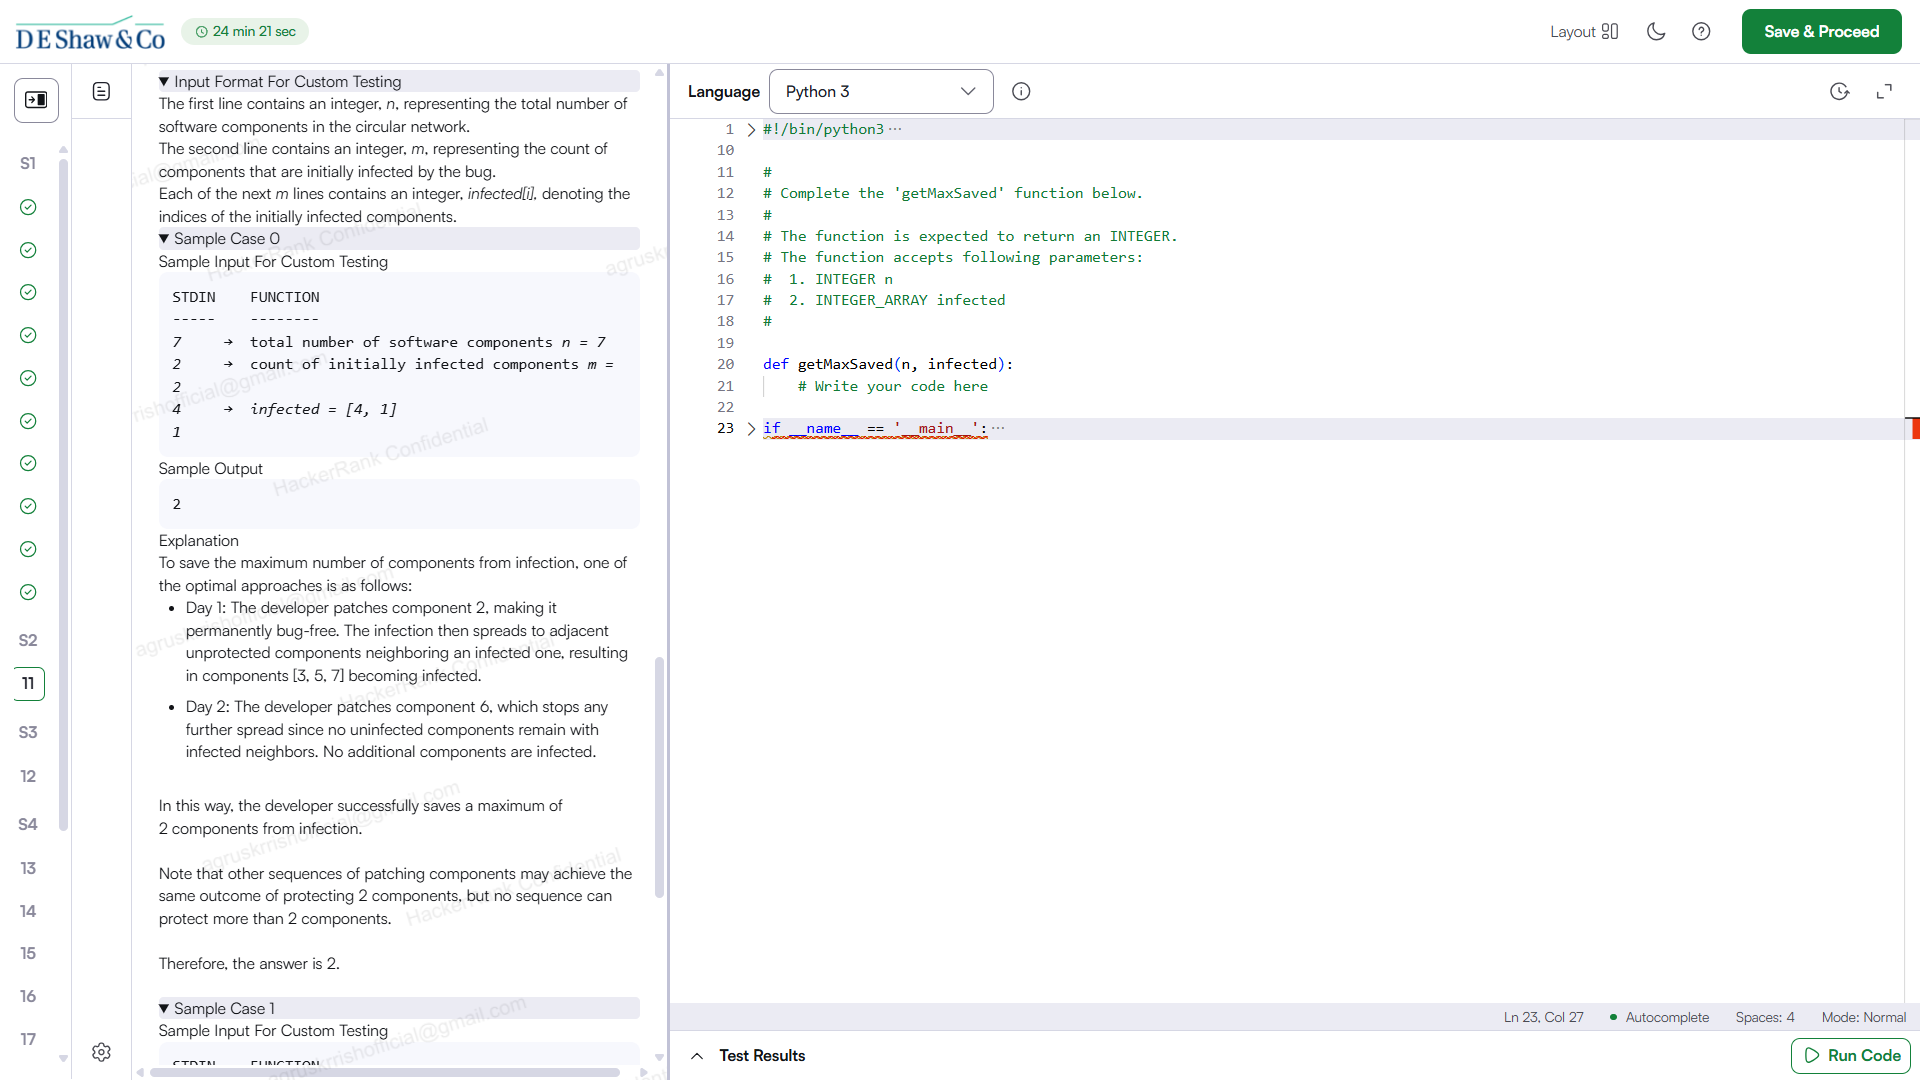 DE Shaw & Co
24 min 21 sec
Layout
Save & Proceed
S1
S2
11
S3
12
S4
13
14
15
16
17
Input Format For Custom Testing
The first line contains an integer, n, representing the total number of
software components in the circular network.
The second line contains an integer, m, representing the count of
components that are initially infected by the bug.
Each of the next m lines contains an integer, infected[i], denoting the
indices of the initially infected components.
Sample Case 0
Sample Input For Custom Testing
STDIN FUNCTION
----- --------
7 → total number of software components n = 7
2 → count of initially infected components m =
2
4 → infected = [4, 1]
1
Sample Output
2
Explanation
To save the maximum number of components from infection, one of
the optimal approaches is as follows:
• Day 1: The developer patches component 2, making it
permanently bug-free. The infection then spreads to adjacent
unprotected components neighboring an infected one, resulting
in components [3, 5, 7] becoming infected.
• Day 2: The developer patches component 6, which stops any
further spread since no uninfected components remain with
infected neighbors. No additional components are infected.
In this way, the developer successfully saves a maximum of
2 components from infection.
Note that other sequences of patching components may achieve the
same outcome of protecting 2 components, but no sequence can
protect more than 2 components.
Therefore, the answer is 2.
Sample Case 1
Sample Input For Custom Testing
STDIN FUNCTION
HackerRank Confidential
agruskrrishofficial@gmail.com
Language
Python 3
1 #!/bin/python3 ···
10
11 #
12 # Complete the 'getMaxSaved' function below.
13 #
14 # The function is expected to return an INTEGER.
15 # The function accepts following parameters:
16 #  1. INTEGER n
17 #  2. INTEGER_ARRAY infected
18 #
19
20 def getMaxSaved(n, infected):
21     # Write your code here
22
23 if __name__ == '__main__': ···
Ln 23, Col 27
Autocomplete
Spaces: 4
Mode: Normal
Test Results
Run Code